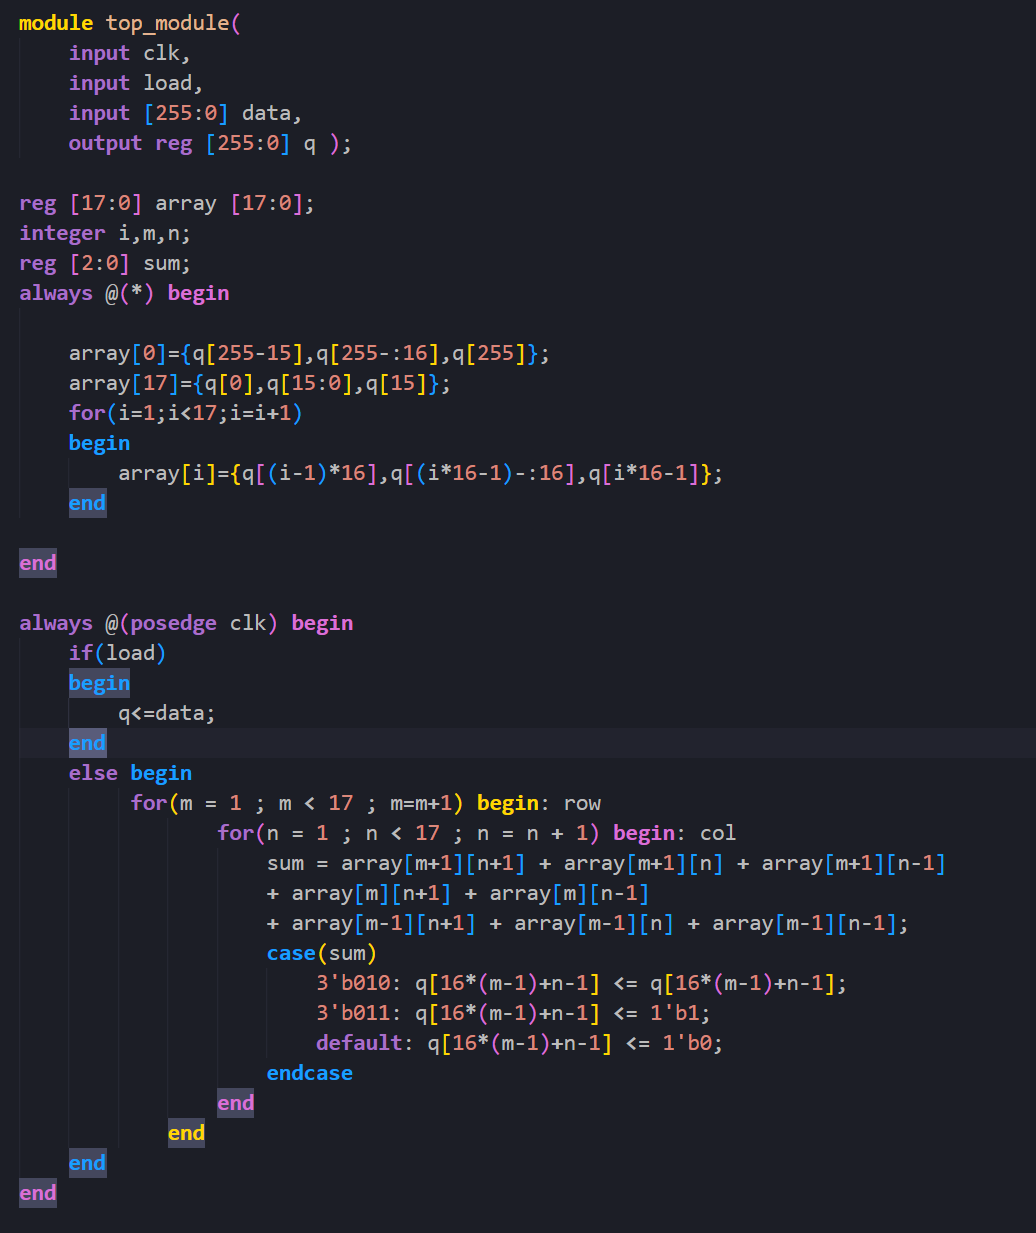 module top_module(
    input clk,
    input load,
    input [255:0] data,
    output reg [255:0] q );

reg [17:0] array [17:0];
integer i,m,n;
reg [2:0] sum;
always @(*) begin

    array[0]={q[255-15],q[255-:16],q[255]};
    array[17]={q[0],q[15:0],q[15]};
    for(i=1;i<17;i=i+1)
    begin
        array[i]={q[(i-1)*16],q[(i*16-1)-:16],q[i*16-1]};
    end

end

always @(posedge clk) begin
    if(load)
    begin
        q<=data;
    end
    else begin
         for(m = 1 ; m < 17 ; m=m+1) begin: row
                for(n = 1 ; n < 17 ; n = n + 1) begin: col
                    sum = array[m+1][n+1] + array[m+1][n] + array[m+1][n-1]
                    + array[m][n+1] + array[m][n-1]
                    + array[m-1][n+1] + array[m-1][n] + array[m-1][n-1];
                    case(sum)
                        3'b010: q[16*(m-1)+n-1] <= q[16*(m-1)+n-1];
                        3'b011: q[16*(m-1)+n-1] <= 1'b1;
                        default: q[16*(m-1)+n-1] <= 1'b0;
                    endcase
                end
            end
    end
end